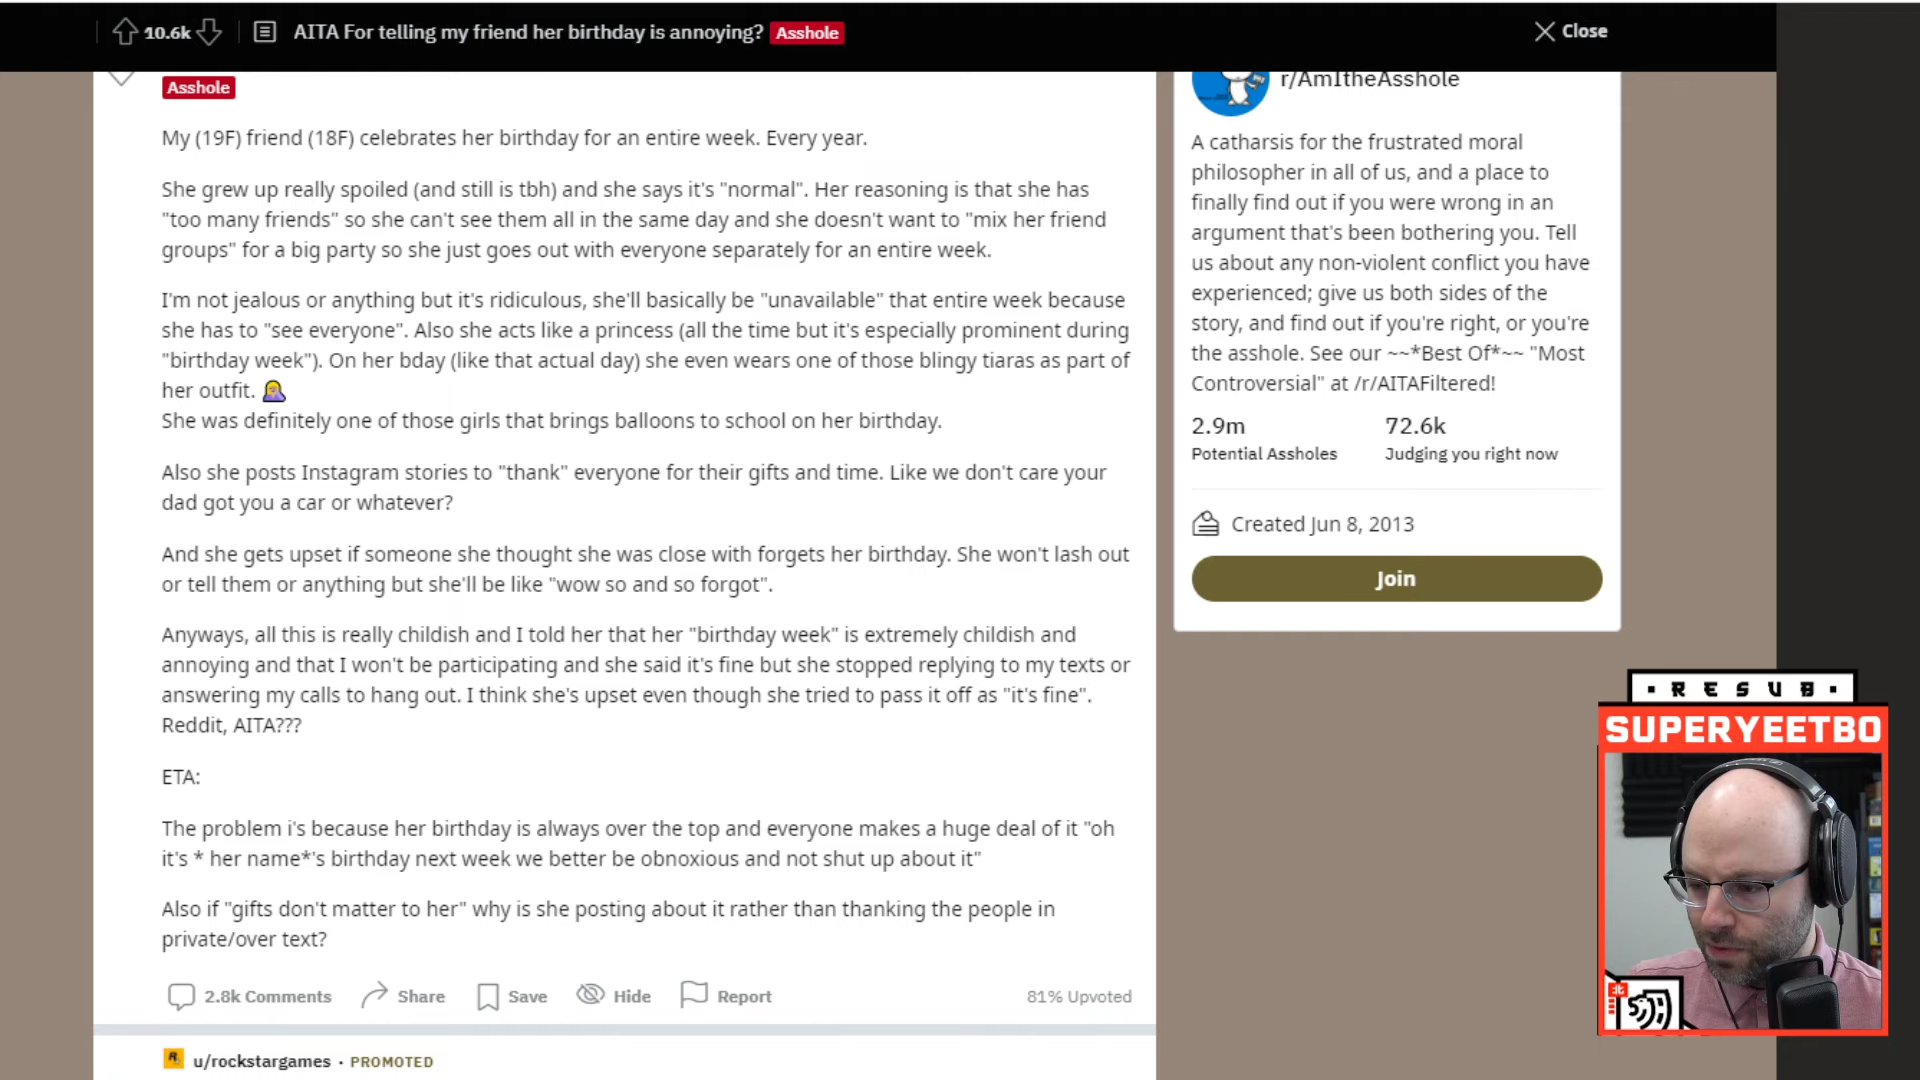 10.6k
AITA For telling my friend her birthday is annoying? Asshole
Close
Asshole
My (19F) friend (18F) celebrates her birthday for an entire week. Every year.
She grew up really spoiled (and still is tbh) and she says it's "normal". Her reasoning is that she has
"too many friends" so she can't see them all in the same day and she doesn't want to "mix her friend
groups" for a big party so she just goes out with everyone separately for an entire week.
I'm not jealous or anything but it's ridiculous, she'll basically be "unavailable" that entire week because
she has to "see everyone". Also she acts like a princess (all the time but it's especially prominent during
"birthday week"). On her bday (like that actual day) she even wears one of those blingy tiaras as part of
her outfit. 🤦🏼‍♀️
She was definitely one of those girls that brings balloons to school on her birthday.
Also she posts Instagram stories to "thank" everyone for their gifts and time. Like we don't care your
dad got you a car or whatever?
And she gets upset if someone she thought she was close with forgets her birthday. She won't lash out
or tell them or anything but she'll be like "wow so and so forgot".
Anyways, all this is really childish and I told her that her "birthday week" is extremely childish and
annoying and that I won't be participating and she said it's fine but she stopped replying to my texts or
answering my calls to hang out. I think she's upset even though she tried to pass it off as "it's fine".
Reddit, AITA???
ETA:
The problem i's because her birthday is always over the top and everyone makes a huge deal of it "oh
it's * her name*'s birthday next week we better be obnoxious and not shut up about it"
Also if "gifts don't matter to her" why is she posting about it rather than thanking the people in
private/over text?
2.8k Comments Share Save Hide Report 81% Upvoted
u/rockstargames · PROMOTED
r/AmItheAsshole
A catharsis for the frustrated moral
philosopher in all of us, and a place to
finally find out if you were wrong in an
argument that's been bothering you. Tell
us about any non-violent conflict you have
experienced; give us both sides of the
story, and find out if you're right, or you're
the asshole. See our ~~*Best Of*~~ "Most
Controversial" at /r/AITAFiltered!
2.9m 72.6k
Potential Assholes Judging you right now
Created Jun 8, 2013
Join
RESUB
SUPERYEETBO